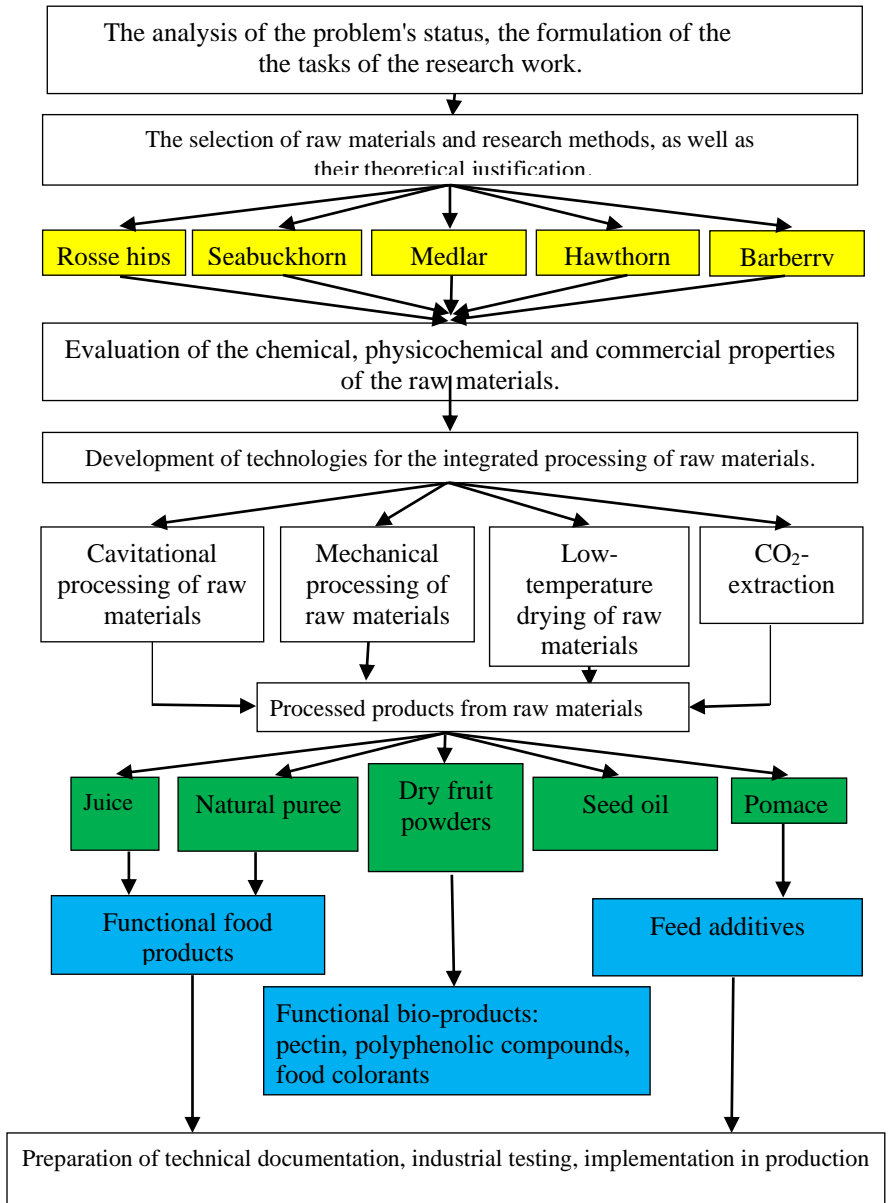 The analysis of the problem's status, the formulation of the
the tasks of the research work.
The selection of raw materials and research methods, as well as
their theoretical justification.
Rosse hips
Seabuckhorn
Medlar
Hawthorn
Barberry
Evaluation of the chemical, physicochemical and commercial properties
of the raw materials.
Development of technologies for the integrated processing of raw materials.
Cavitational
processing of raw
materials
Mechanical
processing of
raw materials
Low-
temperature
drying of raw
materials
CO₂-
extraction
Processed products from raw materials
Juice
Natural puree
Dry fruit
powders
Seed oil
Pomace
Functional food
products
Feed additives
Functional bio-products:
pectin, polyphenolic compounds,
food colorants
Preparation of technical documentation, industrial testing, implementation in production